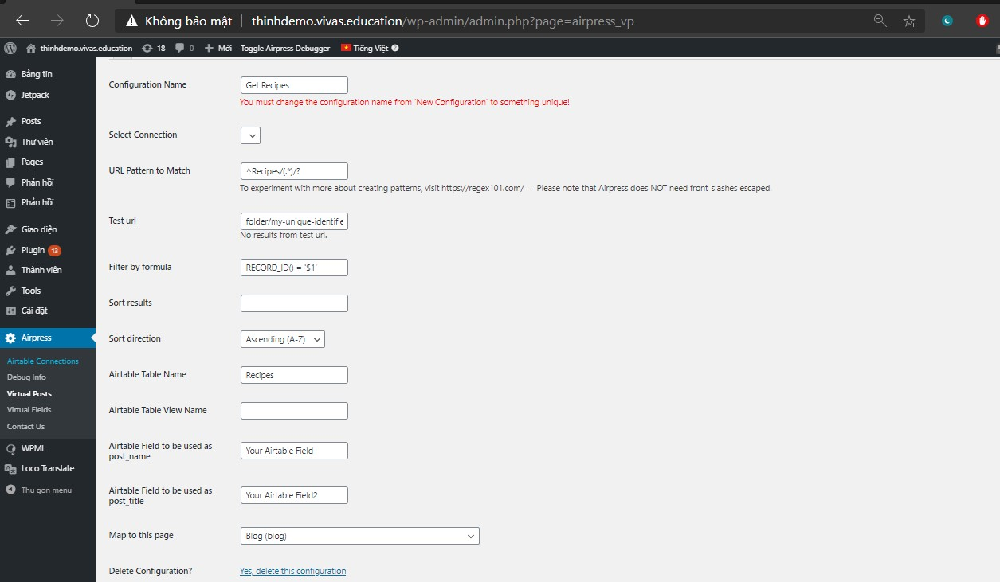 Không bảo mật | thinhdemo.vivas.education/wp-admin/admin.php?page=airpress_vp
thinhdemo.vivas.education 18 0 Mới Toggle Airpress Debugger Tiếng Việt
Bảng tin
Jetpack
Posts
Thư viện
Pages
Phản hồi
Phản hồi
Giao diện
Plugin 13
Thành viên
Tools
Cài đặt
Airpress
Airtable Connections
Debug Info
Virtual Posts
Virtual Fields
Contact Us
WPML
Loco Translate
Thu gọn menu
Configuration Name Get Recipes
You must change the configuration name from 'New Configuration' to something unique!
Select Connection
URL Pattern to Match ^Recipes/(.*)/?
To experiment with more about creating patterns, visit https://regex101.com/ — Please note that Airpress does NOT need front-slashes escaped.
Test url folder/my-unique-identifie
No results from test url.
Filter by formula RECORD_ID() = '$1'
Sort results
Sort direction Ascending (A-Z)
Airtable Table Name Recipes
Airtable Table View Name
Airtable Field to be used as
post_name Your Airtable Field
Airtable Field to be used as
post_title Your Airtable Field2
Map to this page Blog (blog)
Delete Configuration? Yes, delete this configuration